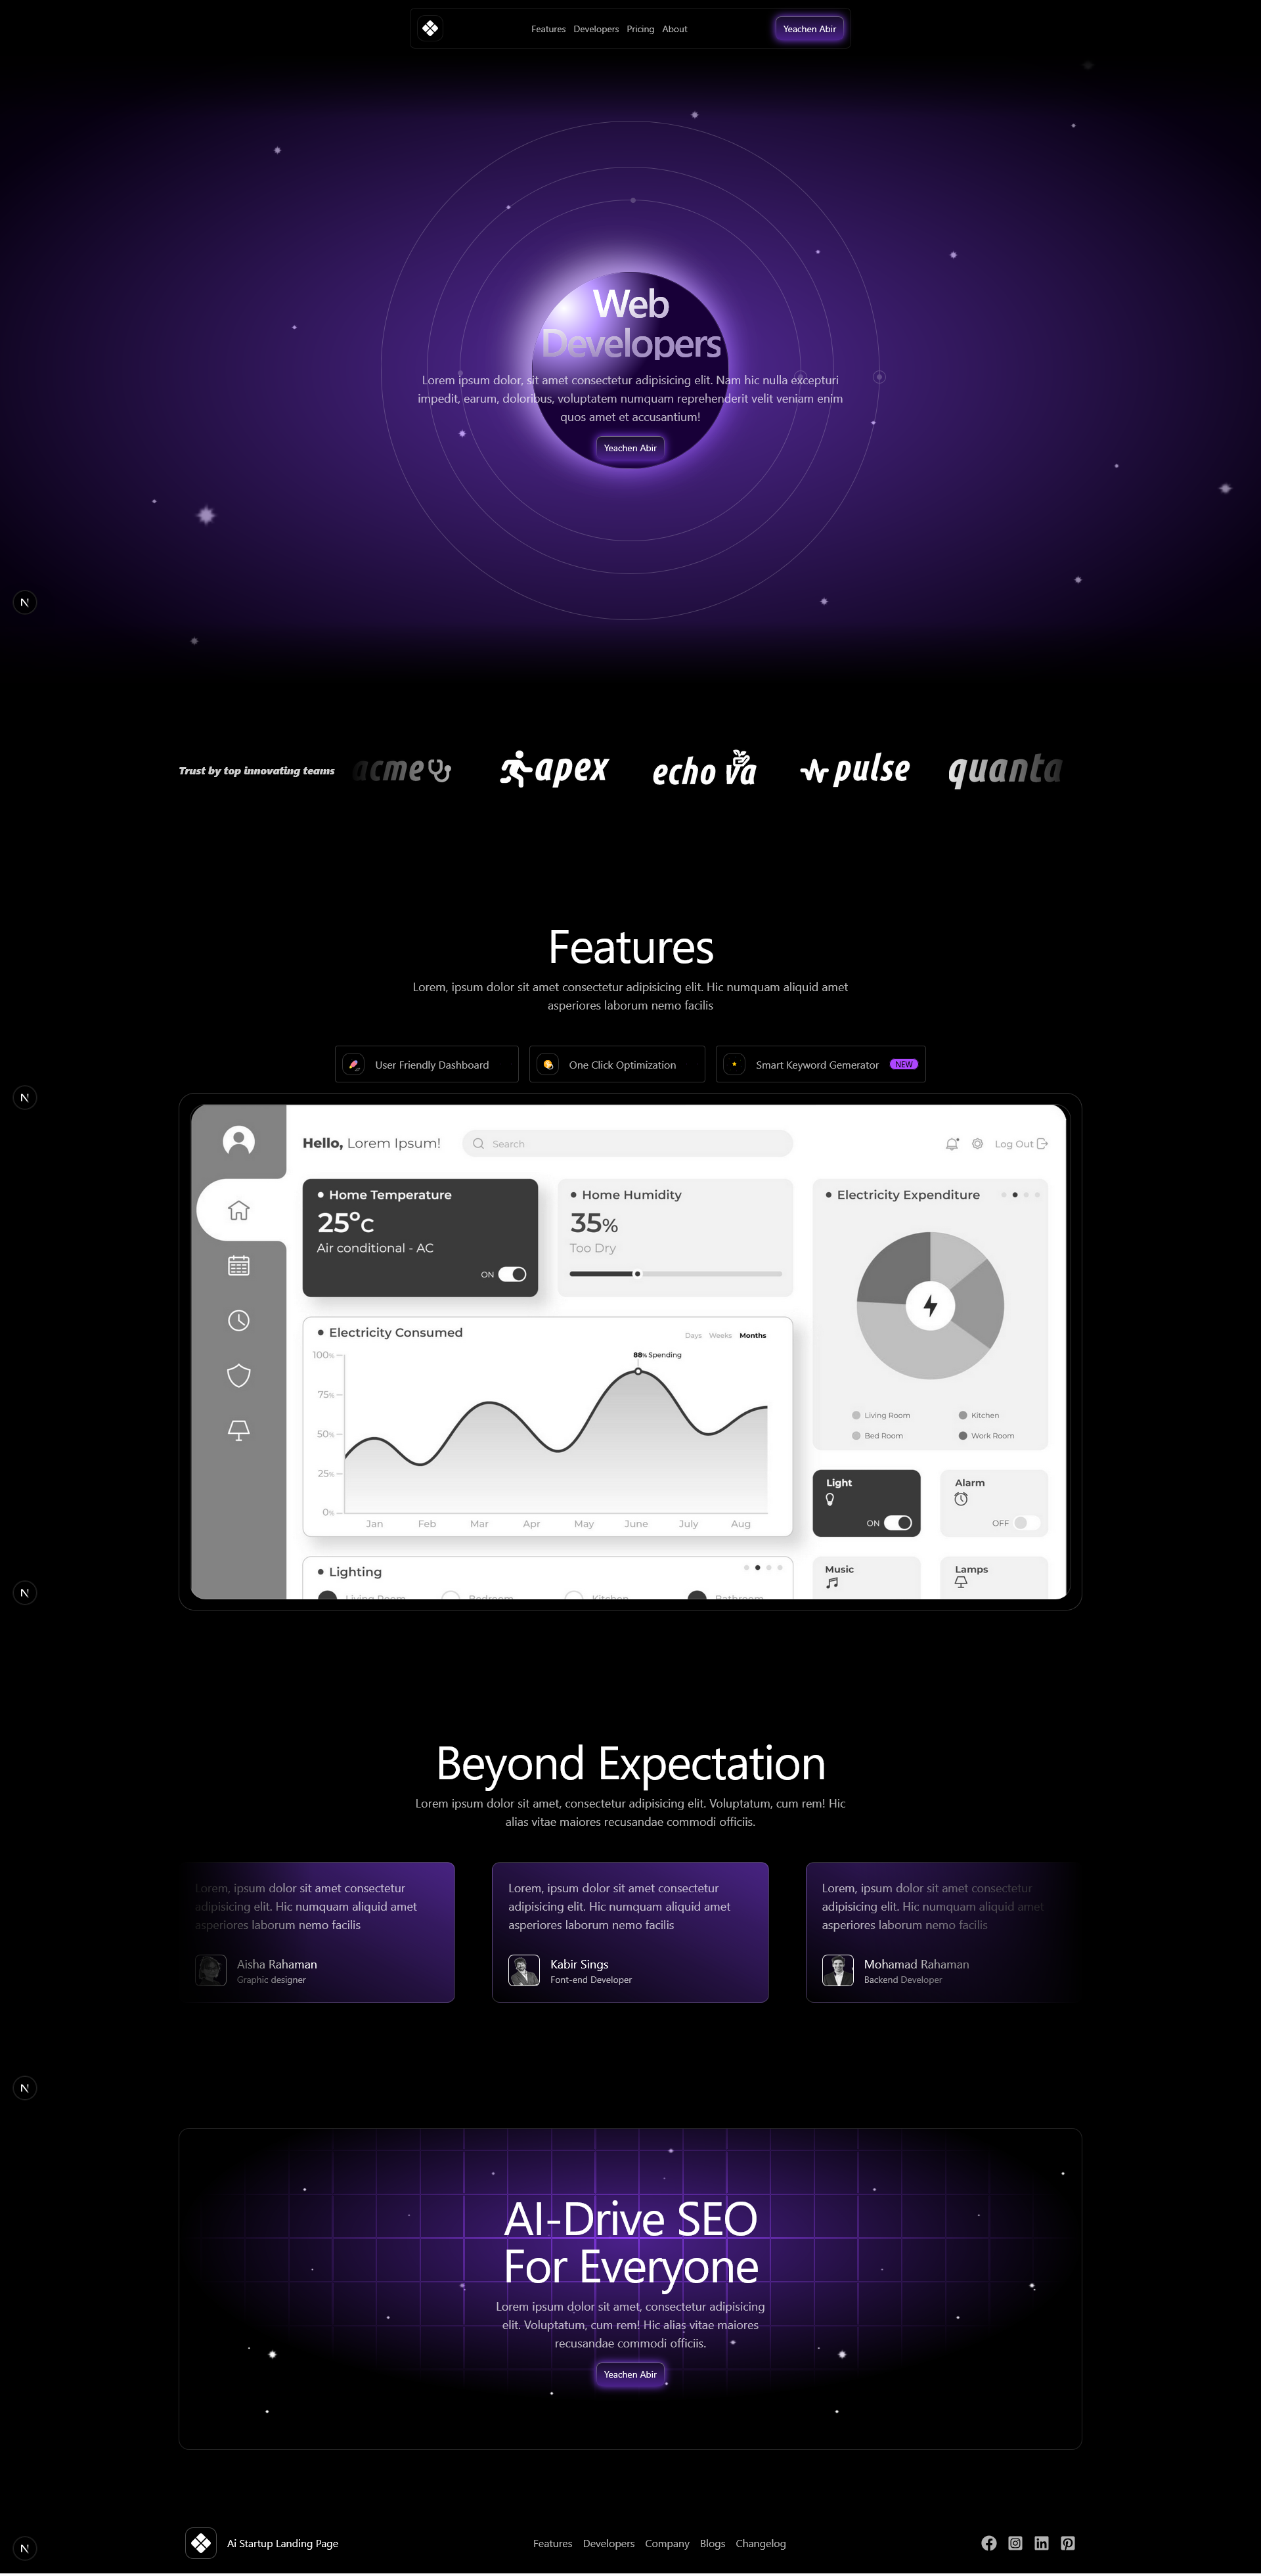 Features Developers Pricing About
Yeachen Abir
Web
Developers
Lorem ipsum dolor, sit amet consectetur adipisicing elit. Nam hic nulla excepturi
impedit, earum, doloribus, voluptatem numquam reprehenderit velit veniam enim
quos amet et accusantium!
Yeachen Abir
N
Trust by top innovating teams
acme
apex
echo va
pulse
quanta
Features
Lorem, ipsum dolor sit amet consectetur adipisicing elit. Hic numquam aliquid amet
asperiores laborum nemo facilis
User Friendly Dashboard
One Click Optimization
Smart Keyword Gemerator NEW
N
Hello, Lorem Ipsum!
Search
Log Out
Home Temperature
25°C
Air conditional - AC
ON
Home Humidity
35%
Too Dry
Electricity Expenditure
Living Room
Kitchen
Bed Room
Work Room
Electricity Consumed
Days Weeks Months
88% Spending
100%
75%
50%
25%
0%
Jan Feb Mar Apr May June July Aug
Light
ON
Alarm
OFF
Lighting
Living Room Bedroom Kitchen Bathroom
Music
Lamps
N
Beyond Expectation
Lorem ipsum dolor sit amet, consectetur adipisicing elit. Voluptatum, cum rem! Hic
alias vitae maiores recusandae commodi officiis.
Lorem, ipsum dolor sit amet consectetur
adipisicing elit. Hic numquam aliquid amet
asperiores laborum nemo facilis
Aisha Rahaman
Graphic designer
Lorem, ipsum dolor sit amet consectetur
adipisicing elit. Hic numquam aliquid amet
asperiores laborum nemo facilis
Kabir Sings
Font-end Developer
Lorem, ipsum dolor sit amet consectetur
adipisicing elit. Hic numquam aliquid amet
asperiores laborum nemo facilis
Mohamad Rahaman
Backend Developer
N
AI-Drive SEO
For Everyone
Lorem ipsum dolor sit amet, consectetur adipisicing
elit. Voluptatum, cum rem! Hic alias vitae maiores
recusandae commodi officiis.
Yeachen Abir
N
Ai Startup Landing Page
Features Developers Company Blogs Changelog